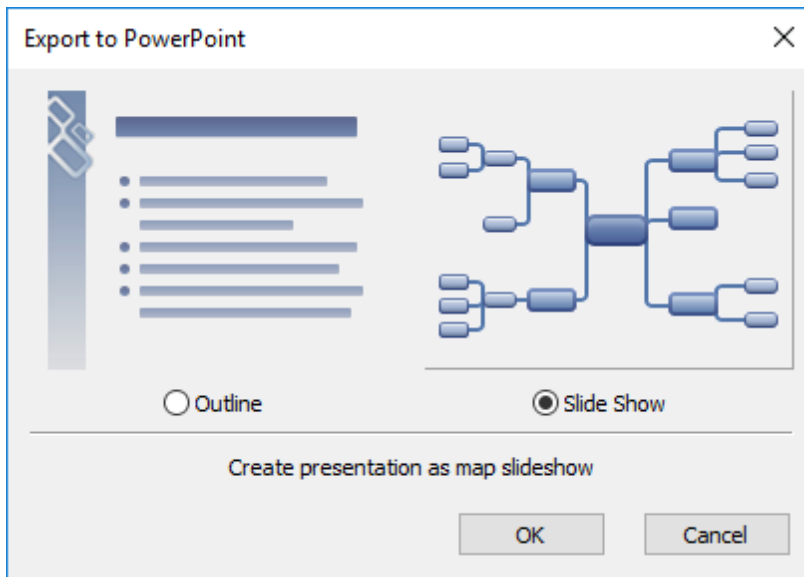 Export to PowerPoint
Outline
Slide Show
Create presentation as map slideshow
OK
Cancel